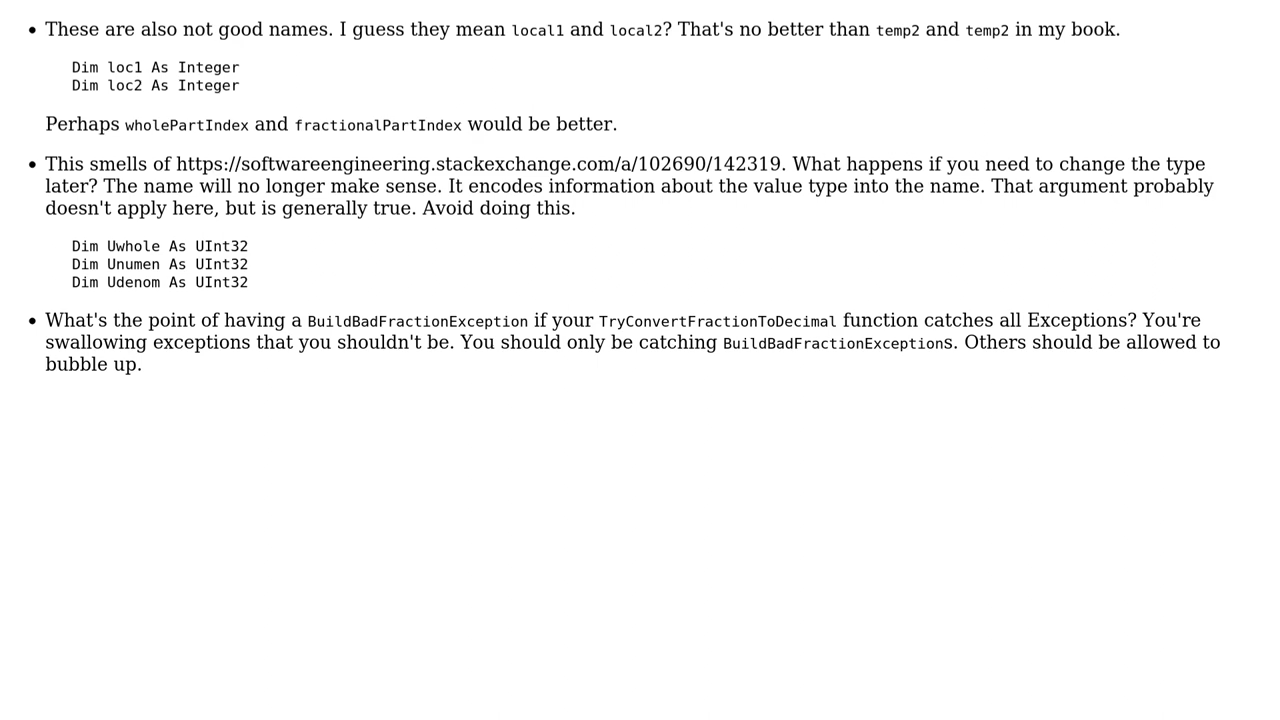 These are also not good names. I guess they mean local1 and local2? That's no better than temp2 and temp2 in my book.
Dim loc1 As Integer
Dim loc2 As Integer
Perhaps wholePartIndex and fractionalPartIndex would be better.
This smells of https://softwareengineering.stackexchange.com/a/102690/142319. What happens if you need to change the type
later? The name will no longer make sense. It encodes information about the value type into the name. That argument probably
doesn't apply here, but is generally true. Avoid doing this.
Dim Uwhole As UInt32
Dim Unumen As UInt32
Dim Udenom As UInt32
What's the point of having a BuildBadFractionException if your TryConvertFractionToDecimal function catches all Exceptions? You're
swallowing exceptions that you shouldn't be. You should only be catching BuildBadFractionExceptions. Others should be allowed to
bubble up.